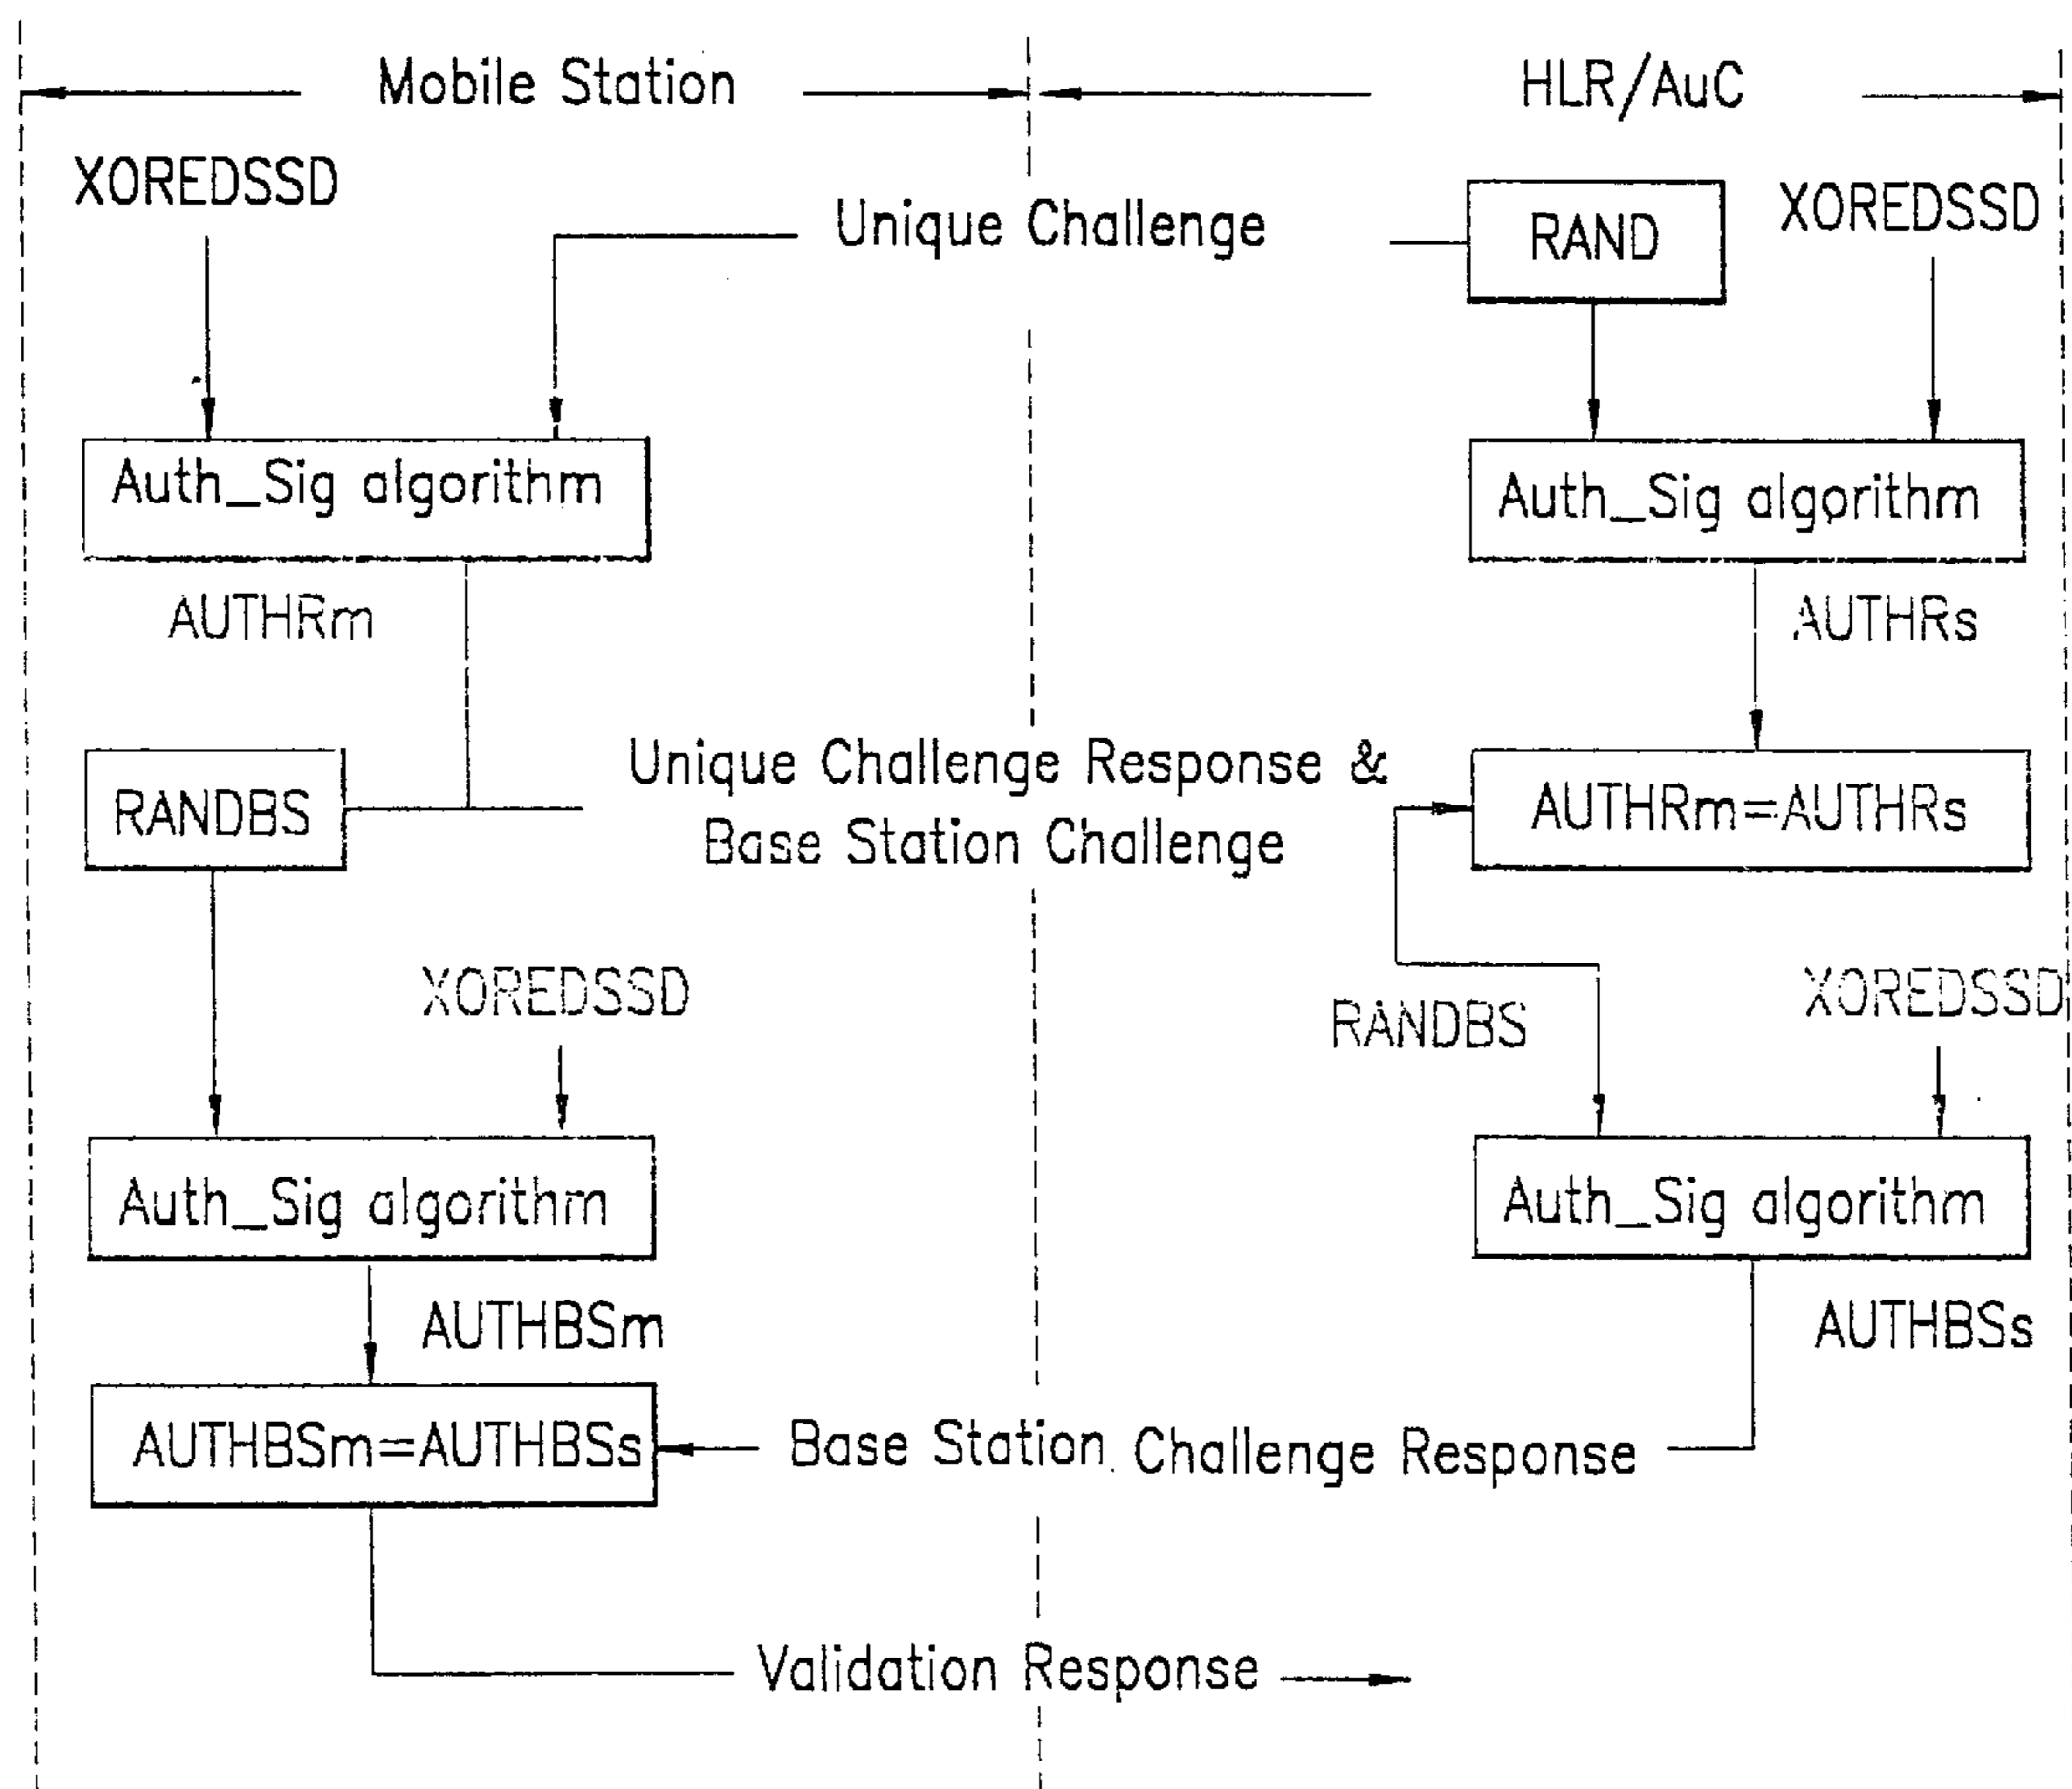 Mobile Station
HLR/AuC
XOREDSSD
Unique Challenge
RAND
XOREDSSD
Auth_Sig algorithm
Auth_Sig algorithm
AUTHRm
AUTHRs
RANDBS
Unique Challenge Response &
Base Station Challenge
AUTHRm=AUTHRs
XOREDSSD
RANDBS
XOREDSSD
Auth_Sig algorithm
Auth_Sig algorithm
AUTHBSm
AUTHBSs
AUTHBSm=AUTHBSs
Base Station Challenge Response
Validation Response